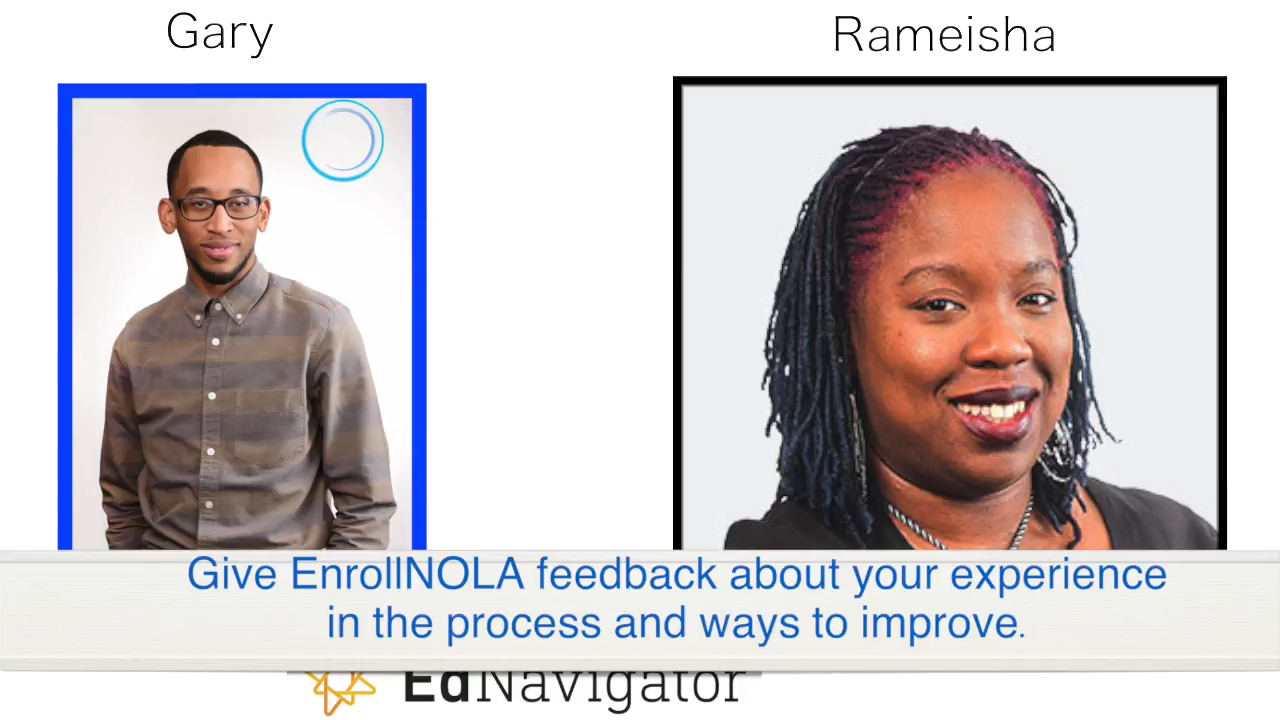 Gary
Rameisha
Give EnrollNOLA feedback about your experience
in the process and ways to improve.
EdNavigator